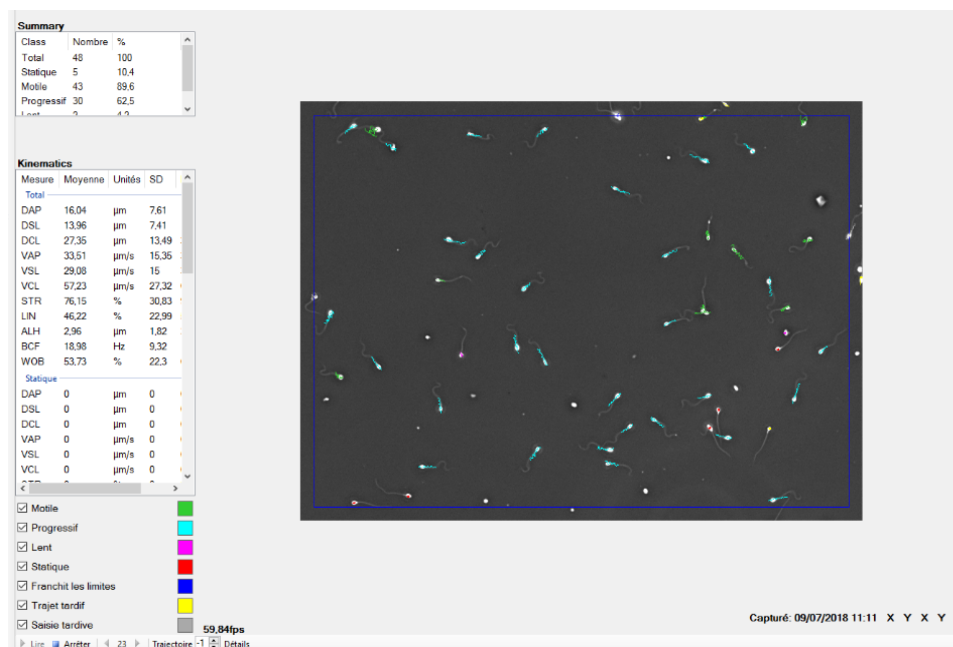 Summary
Class Nombre %
Total 48 100
Statique 5 10,4
Motile 43 89,6
Progressif 30 62,5
Kinematics
Mesure Moyenne Unités SD
Total
DAP 16,04 µm 7,61
DSL 13,96 µm 7,41
DCL 27,35 µm 13,49
VAP 33,51 µm/s 15,35
VSL 29,08 µm/s 15
VCL 57,23 µm/s 27,32
STR 76,15 % 30,83
LIN 46,22 % 22,99
ALH 2,96 µm 1,82
BCF 18,98 Hz 9,32
WOB 53,73 % 22,3
Statique
DAP 0 µm 0
DSL 0 µm 0
DCL 0 µm 0
VAP 0 µm/s 0
VSL 0 µm/s 0
VCL 0 µm/s 0
Motile
Progressif
Lent
Statique
Franchit les limites
Trajet tardif
Saisie tardive
59,84fps
Capturé: 09/07/2018 11:11 X Y X Y
Lire Arrêter 23 Trajectoire -1 Détails